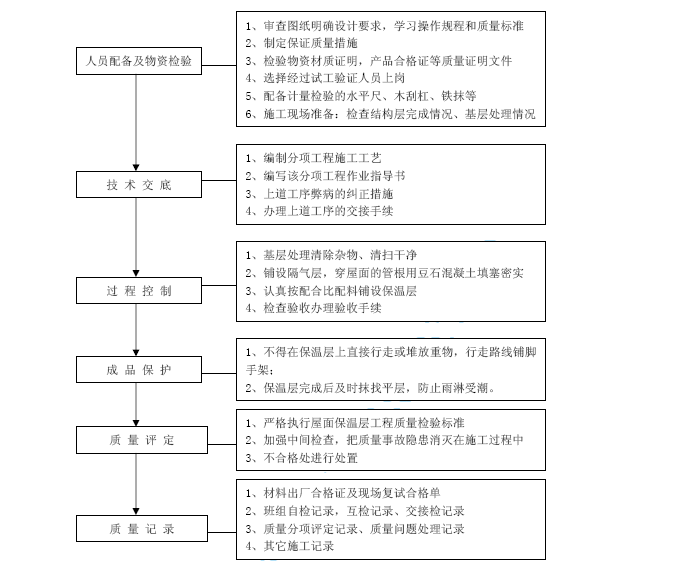 人员配备及物资检验
1、审查图纸明确设计要求，学习操作规程和质量标准
2、制定保证质量措施
3、检验物资材质证明，产品合格证等质量证明文件
4、选择经过试工验证人员上岗
5、配备计量检验的水平尺、木刮杠、铁抹等
6、施工现场准备：检查结构层完成情况、基层处理情况
技术交底
1、编制分项工程施工工艺
2、编写该分项工程作业指导书
3、上道工序弊病的纠正措施
4、办理上道工序的交接手续
过程控制
1、基层处理清除杂物、清扫干净
2、铺设隔气层，穿屋面的管根用豆石混凝土填塞密实
3、认真按配合比配料铺设保温层
4、检查验收办理验收手续
成品保护
1、不得在保温层上直接行走或堆放重物，行走路线铺脚
手架；
2、保温层完成后及时抹找平层，防止雨淋受潮。
质量评定
1、严格执行屋面保温层工程质量检验标准
2、加强中间检查，把质量事故隐患消灭在施工过程中
3、不合格处进行处置
质量记录
1、材料出厂合格证及现场复试合格单
2、班组自检记录，互检记录、交接检记录
3、质量分项评定记录、质量问题处理记录
4、其它施工记录